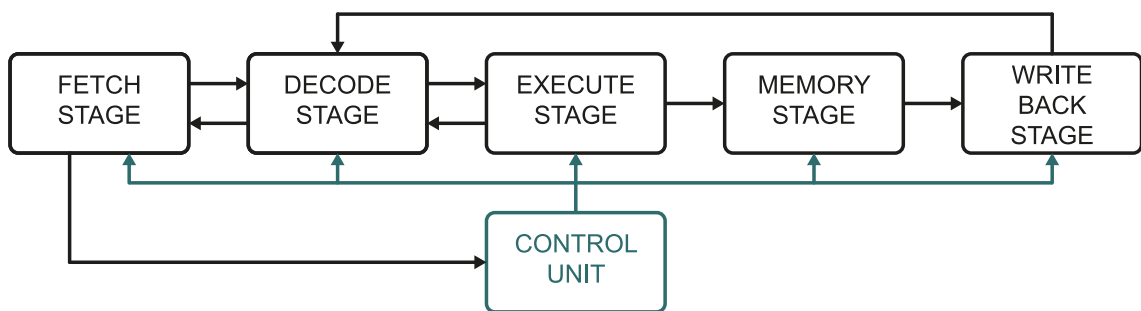 FETCH
STAGE
DECODE
STAGE
EXECUTE
STAGE
MEMORY
STAGE
WRITE
BACK
STAGE
CONTROL
UNIT